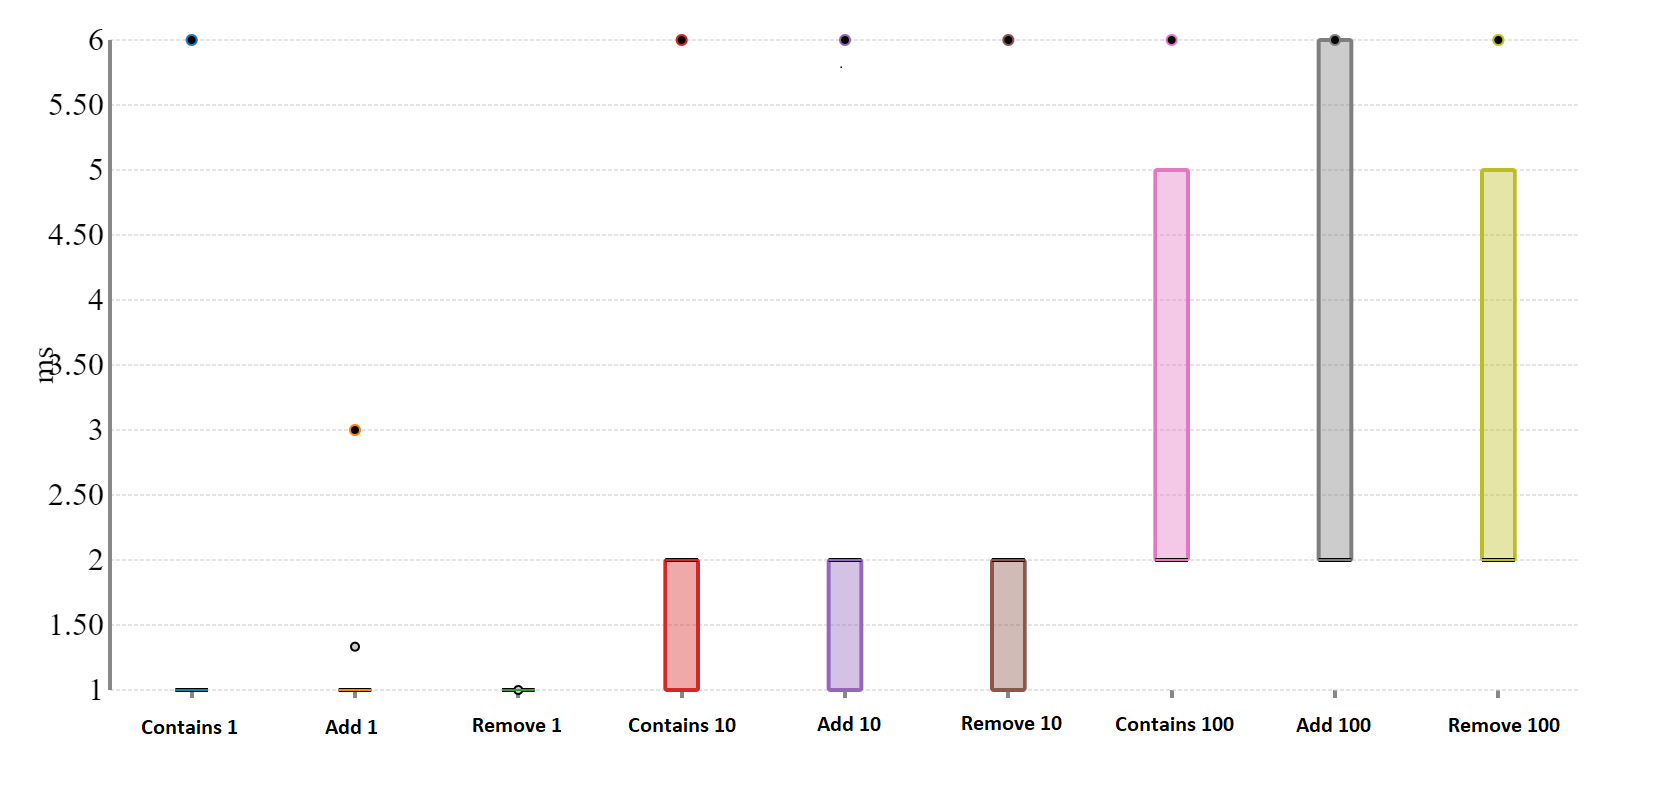 6
5.50
5
4.50
4
3.50
3
2.50
2
1.50
1
ms
Contains 1
Add 1
Remove 1
Contains 10
Add 10
Remove 10
Contains 100
Add 100
Remove 100